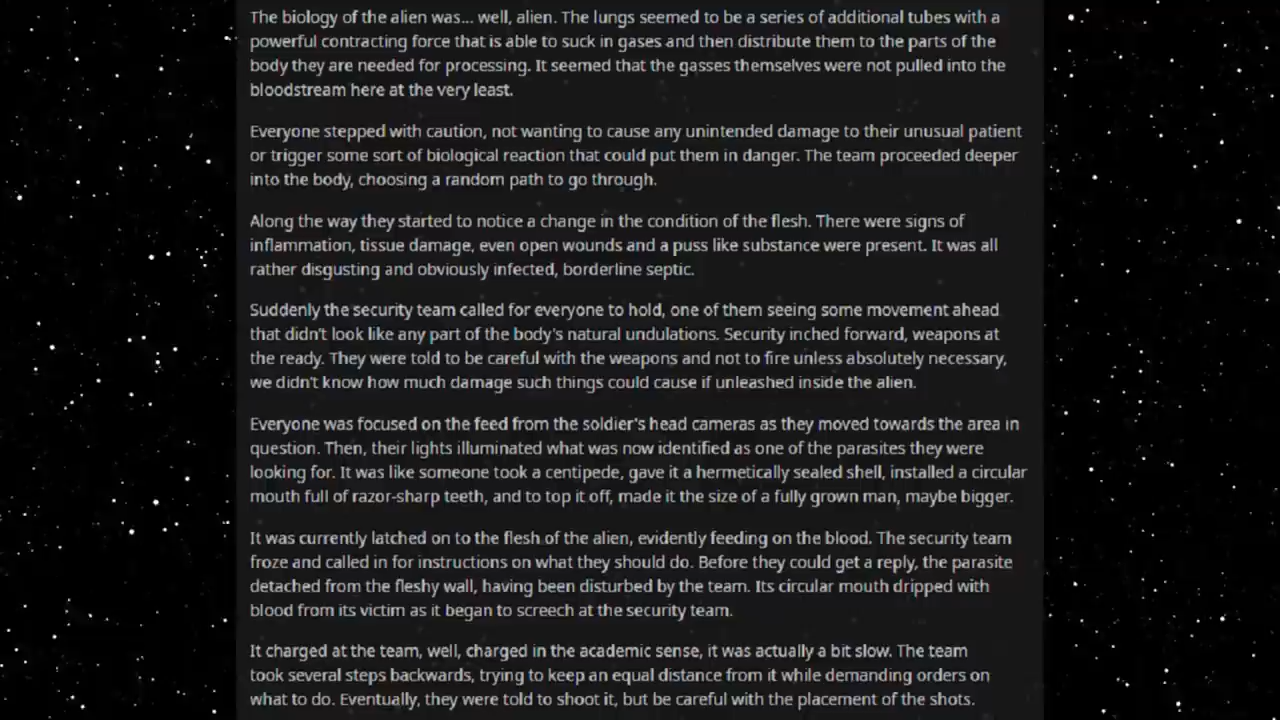 The biology of the alien was... well, alien. The lungs seemed to be a series of additional tubes with a
powerful contracting force that is able to suck in gases and then distribute them to the parts of the
body they are needed for processing. It seemed that the gasses themselves were not pulled into the
bloodstream here at the very least.
Everyone stepped with caution, not wanting to cause any unintended damage to their unusual patient
or trigger some sort of biological reaction that could put them in danger. The team proceeded deeper
into the body, choosing a random path to go through.
Along the way they started to notice a change in the condition of the flesh. There were signs of
inflammation, tissue damage, even open wounds and a puss like substance were present. It was all
rather disgusting and obviously infected, borderline septic.
Suddenly the security team called for everyone to hold, one of them seeing some movement ahead
that didn't look like any part of the body's natural undulations. Security inched forward, weapons at
the ready. They were told to be careful with the weapons and not to fire unless absolutely necessary,
we didn't know how much damage such things could cause if unleashed inside the alien.
Everyone was focused on the feed from the soldier's head cameras as they moved towards the area in
question. Then, their lights illuminated what was now identified as one of the parasites they were
looking for. It was like someone took a centipede, gave it a hermetically sealed shell, installed a circular
mouth full of razor-sharp teeth, and to top it off, made it the size of a fully grown man, maybe bigger.
It was currently latched on to the flesh of the alien, evidently feeding on the blood. The security team
froze and called in for instructions on what they should do. Before they could get a reply, the parasite
detached from the fleshy wall, having been disturbed by the team. Its circular mouth dripped with
blood from its victim as it began to screech at the security team.
It charged at the team, well, charged in the academic sense, it was actually a bit slow. The team
took several steps backwards, trying to keep an equal distance from it while demanding orders on
what to do. Eventually, they were told to shoot it, but be careful with the placement of the shots.